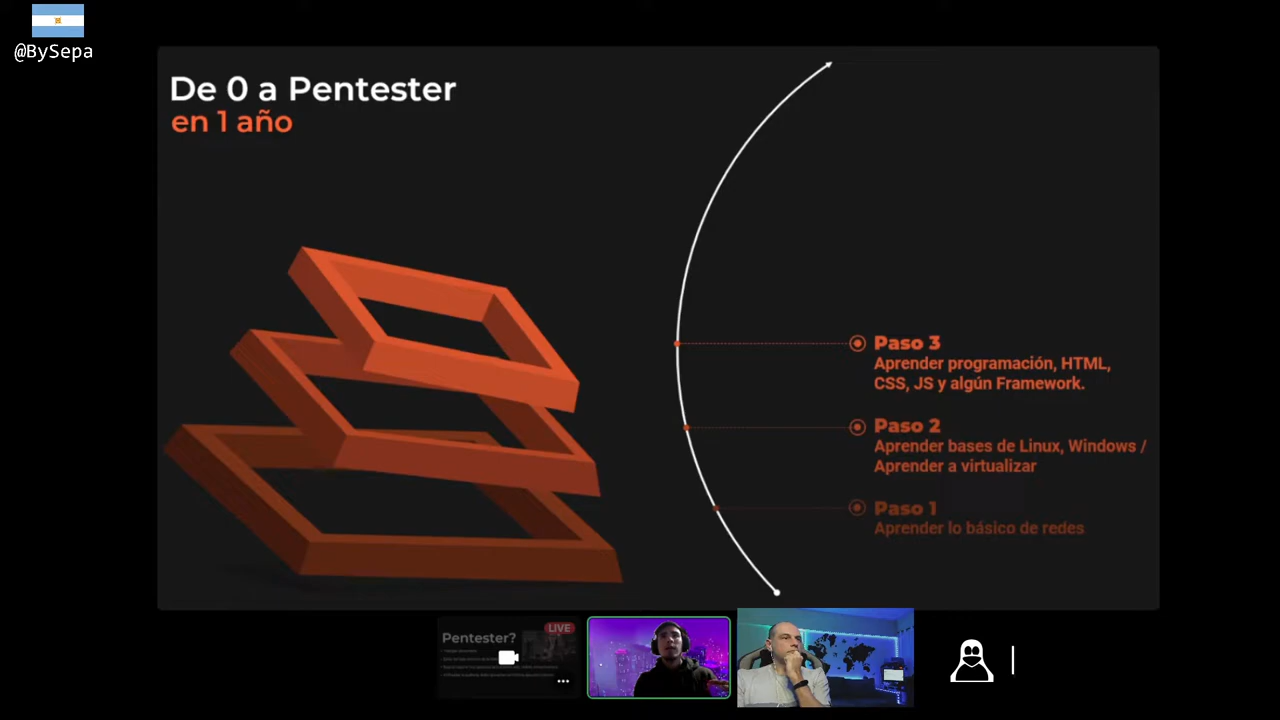 @BySepa
De 0 a Pentester
en 1 año
Paso 3
Aprender programación, HTML,
CSS, JS y algún Framework.
Paso 2
Aprender bases de Linux, Windows /
Aprender a virtualizar
Paso 1
Aprender lo básico de redes
LIVE
Pentester?